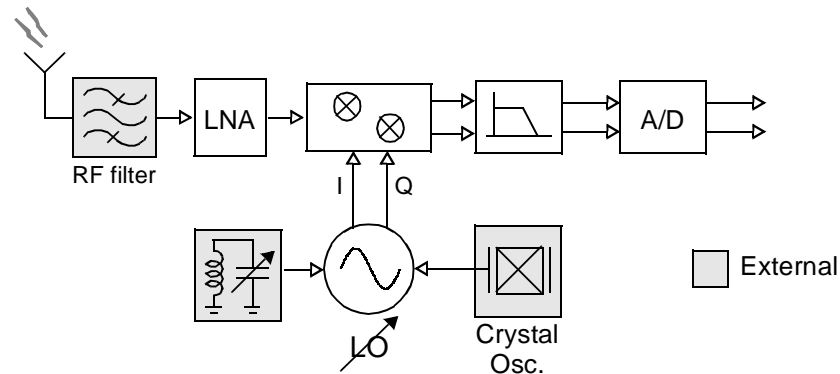 LNA
A/D
RF filter
I
Q
External
LO
Crystal
Osc.